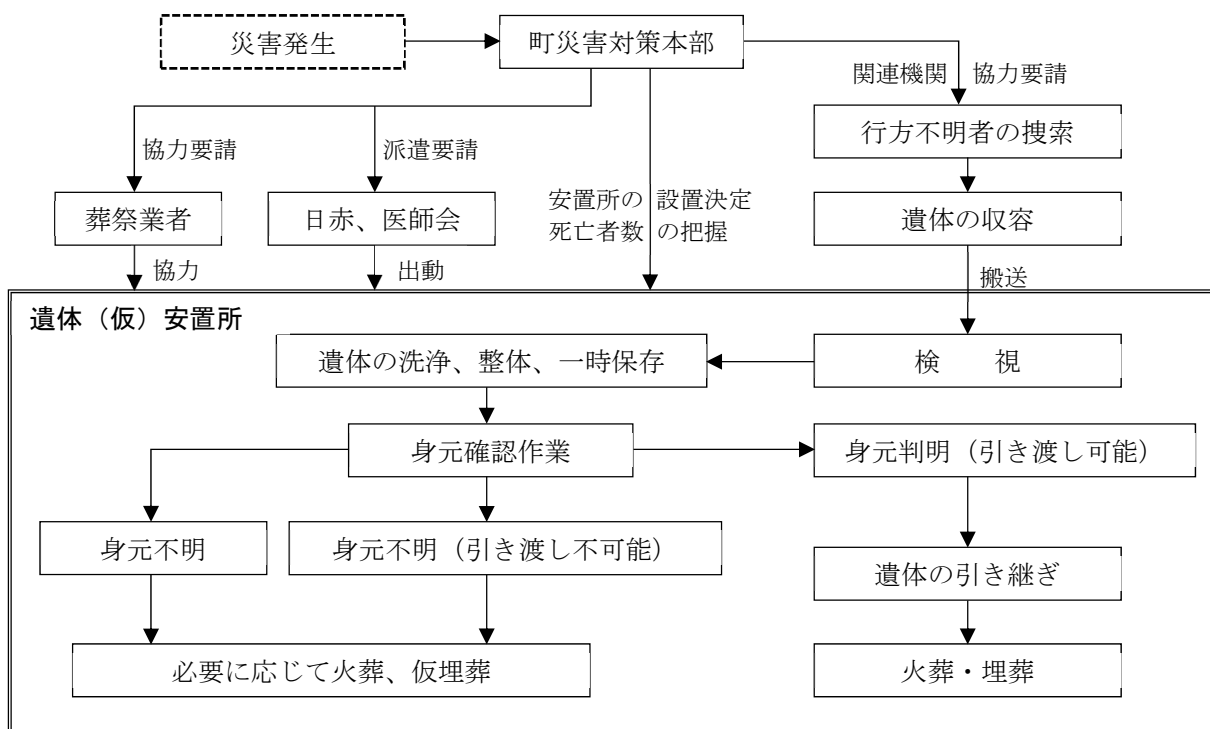 災害発生
町災害対策本部
関連機関 協力要請
行方不明者の捜索
協力要請
派遣要請
葬祭業者
日赤、医師会
安置所の 設置決定
死亡者数 の把握
遺体の収容
協力
出動
搬送
遺体（仮）安置所
遺体の洗浄、整体、一時保存
検　　視
身元確認作業
身元判明（引き渡し可能）
身元不明
身元不明（引き渡し不可能）
遺体の引き継ぎ
必要に応じて火葬、仮埋葬
火葬・埋葬